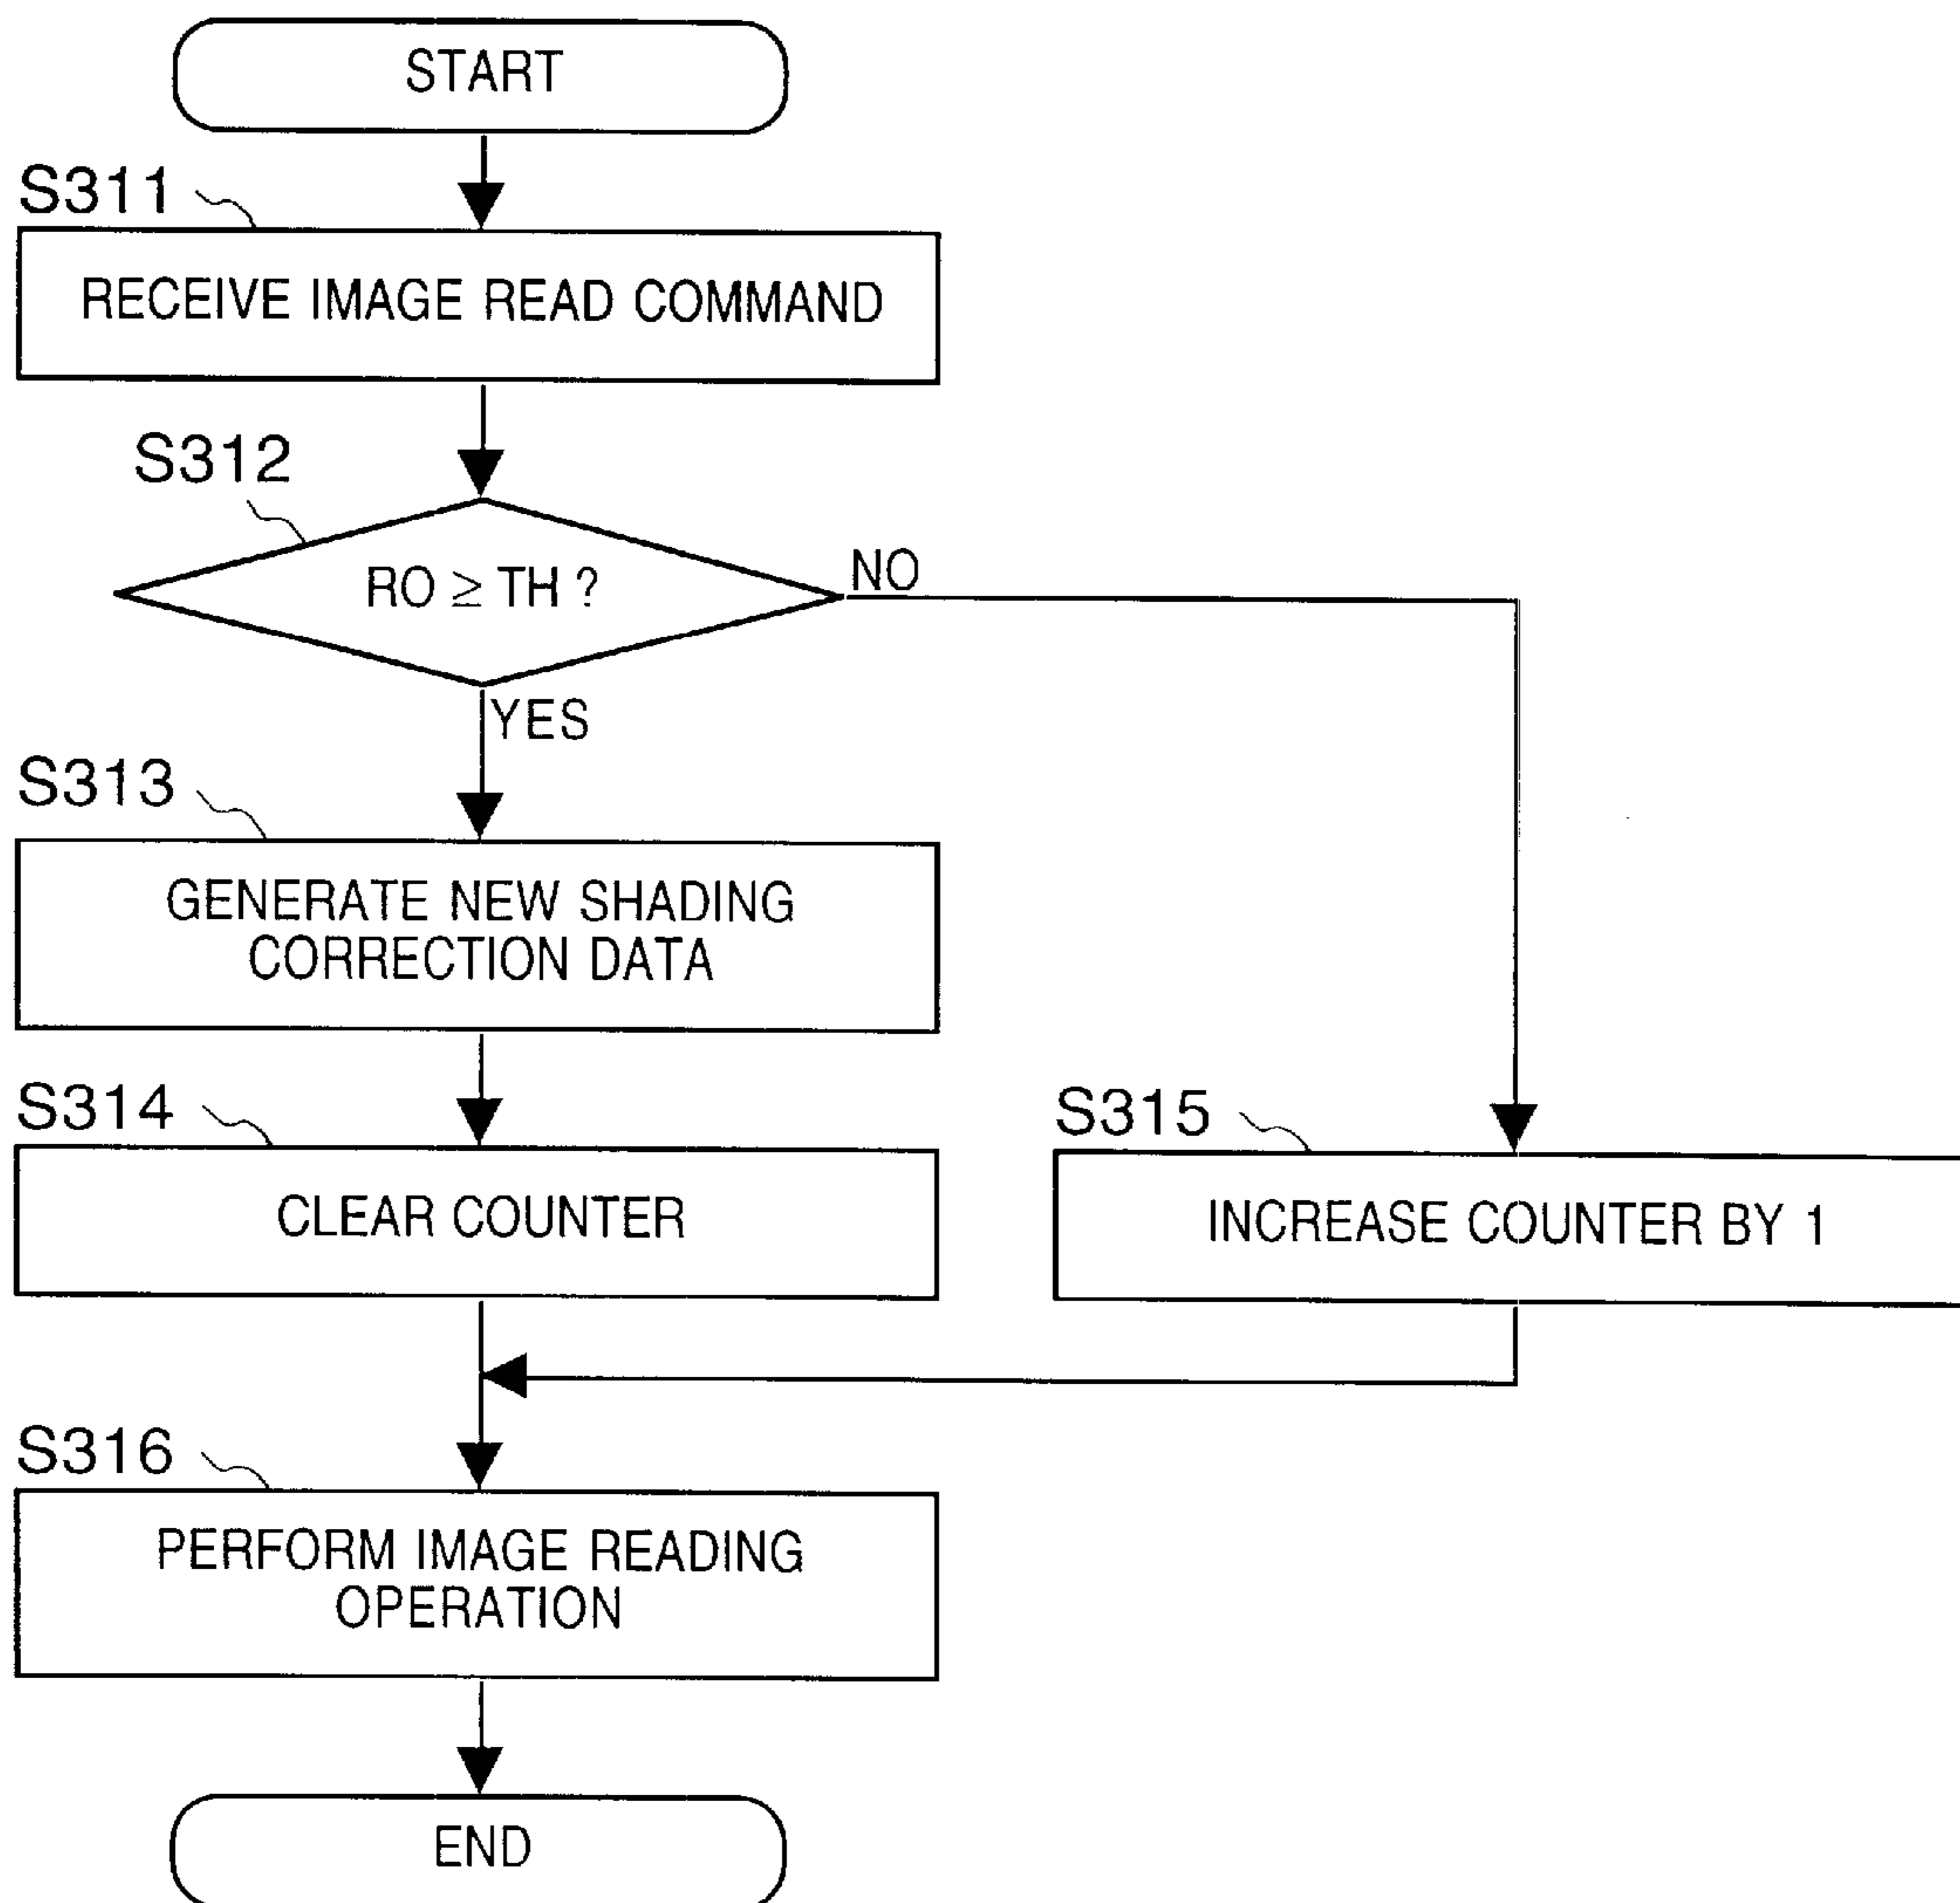 START
S311
RECEIVE IMAGE READ COMMAND
S312
RO ≥ TH ?
NO
YES
S313
GENERATE NEW SHADING
CORRECTION DATA
S314
CLEAR COUNTER
S315
INCREASE COUNTER BY 1
S316
PERFORM IMAGE READING
OPERATION
END